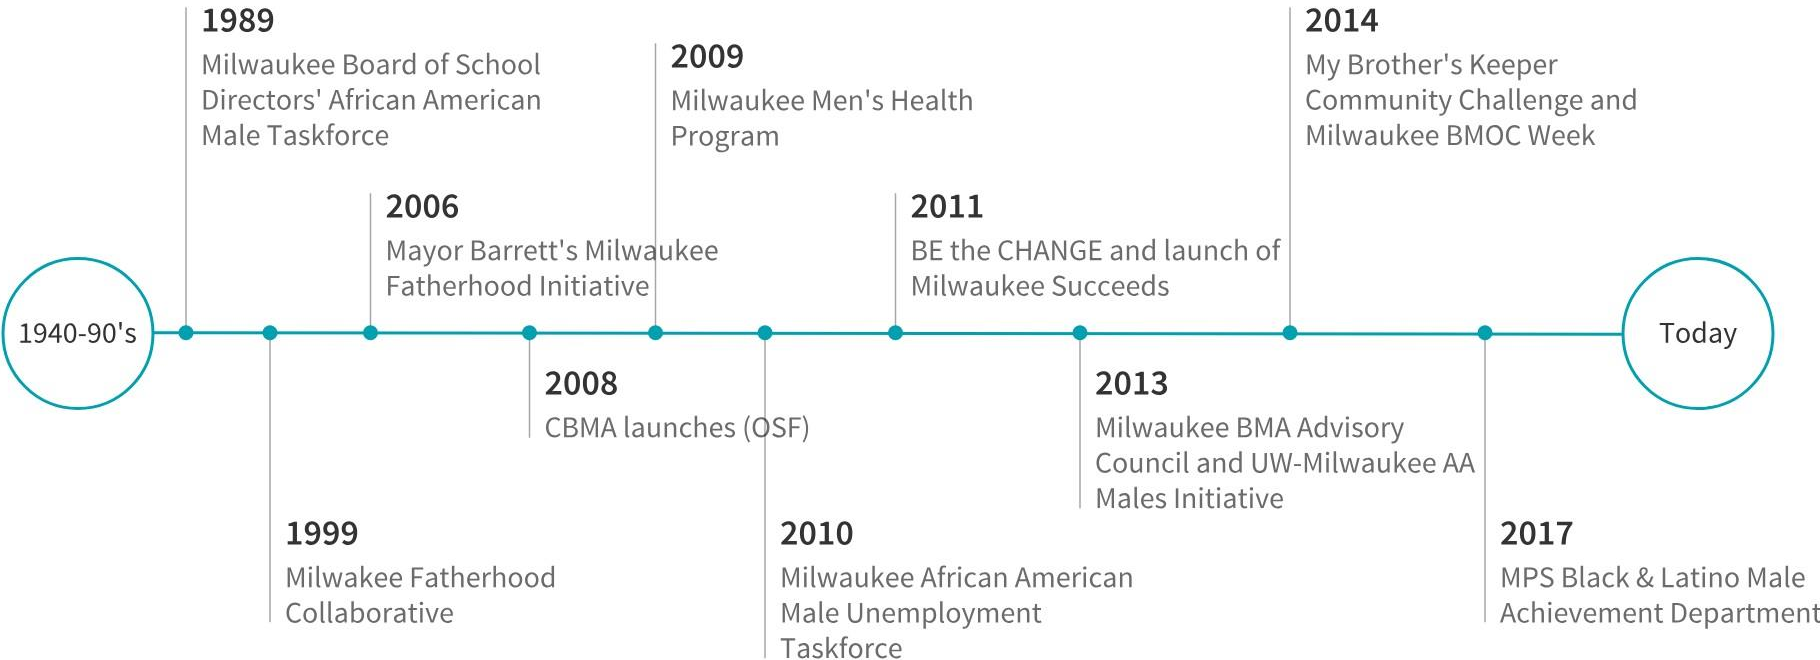 1940-90's
1989
Milwaukee Board of School
Directors' African American
Male Taskforce
1999
Milwakee Fatherhood
Collaborative
2006
Mayor Barrett's Milwaukee
Fatherhood Initiative
2008
CBMA launches (OSF)
2009
Milwaukee Men's Health
Program
2010
Milwaukee African American
Male Unemployment
Taskforce
2011
BE the CHANGE and launch of
Milwaukee Succeeds
2013
Milwaukee BMA Advisory
Council and UW-Milwaukee AA
Males Initiative
2014
My Brother's Keeper
Community Challenge and
Milwaukee BMOC Week
2017
MPS Black & Latino Male
Achievement Department
Today